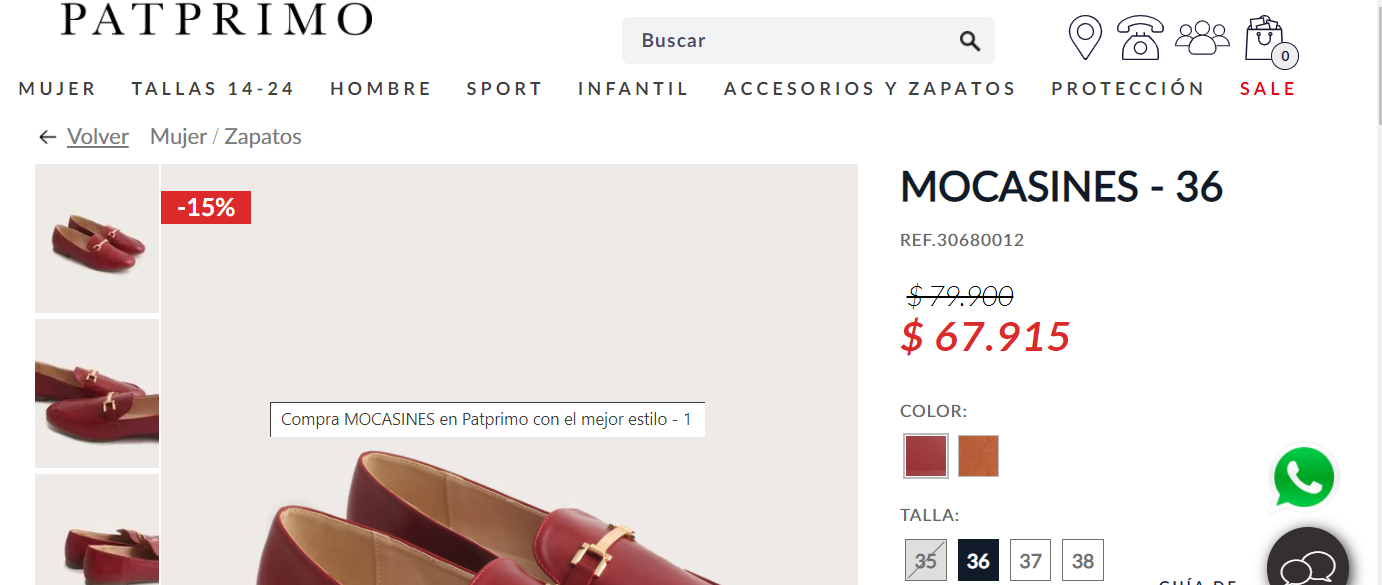 PATPRIMO
Buscar
0
MUJER TALLAS 14-24 HOMBRE SPORT INFANTIL ACCESORIOS Y ZAPATOS PROTECCIÓN SALE
← Volver Mujer / Zapatos
-15%
MOCASINES - 36
REF.30680012
$ 79.900
$ 67.915
Compra MOCASINES en Patprimo con el mejor estilo - 1
COLOR:
TALLA:
35 36 37 38
GUÍA DE